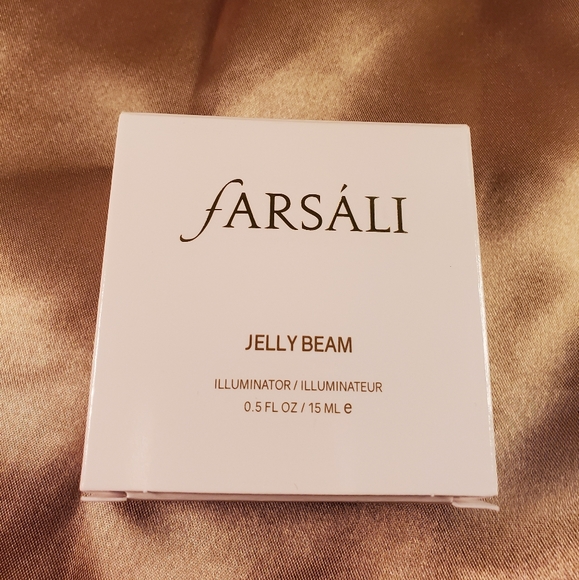 fARSÁLI
JELLY BEAM
ILLUMINATOR / ILLUMINATEUR
0.5 FL OZ / 15 ML ℮